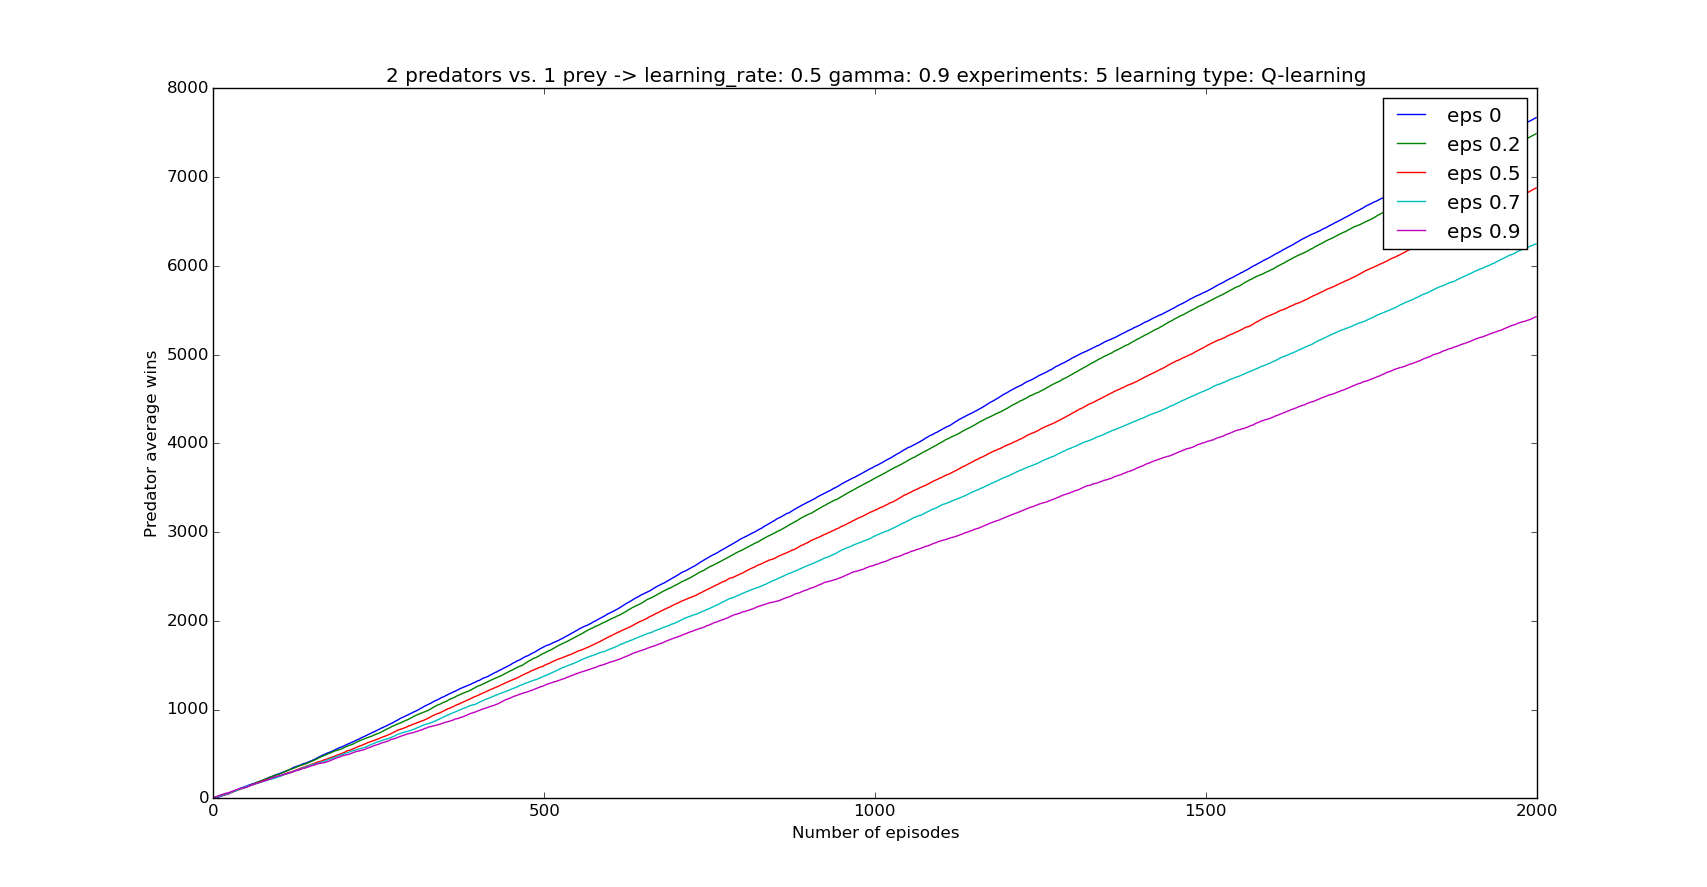 2 predators vs. 1 prey -> learning_rate: 0.5 gamma: 0.9 experiments: 5 learning type: Q-learning
8000
7000
6000
5000
4000
3000
2000
1000
0
Predator average wins
eps 0
eps 0.2
eps 0.5
eps 0.7
eps 0.9
0
500
1000
1500
2000
Number of episodes